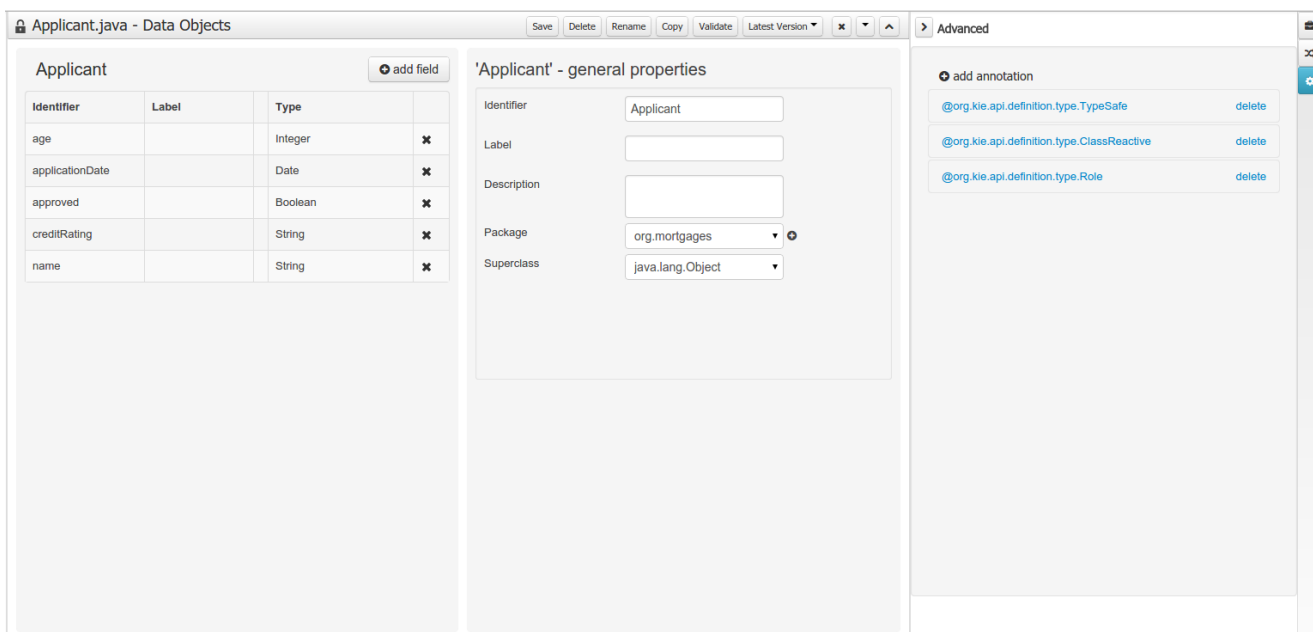 Applicant.java - Data Objects
Save Delete Rename Copy Validate Latest Version
Advanced
Applicant
add field
Identifier Label Type
age Integer
applicationDate Date
approved Boolean
creditRating String
name String
'Applicant' - general properties
Identifier Applicant
Label
Description
Package org.mortgages
Superclass java.lang.Object
add annotation
@org.kie.api.definition.type.TypeSafe delete
@org.kie.api.definition.type.ClassReactive delete
@org.kie.api.definition.type.Role delete